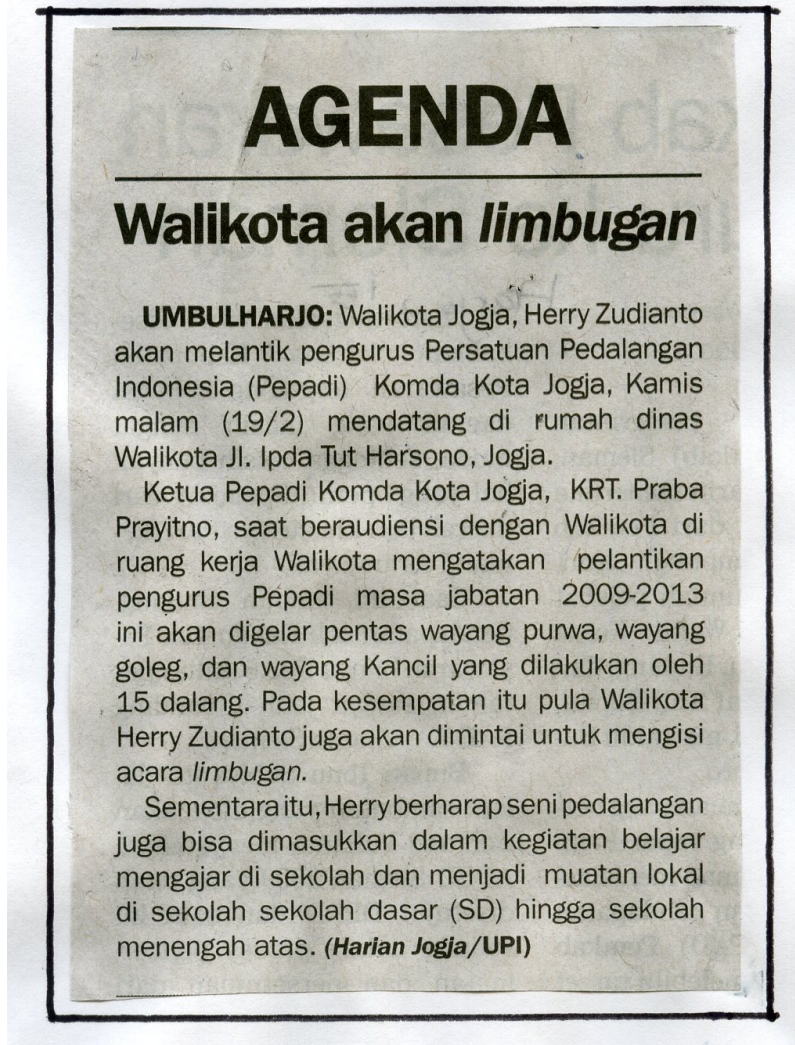 AGENDA
Walikota akan limbugan
UMBULHARJO: Walikota Jogja, Herry Zudianto
akan melantik pengurus Persatuan Pedalangan
Indonesia (Pepadi) Komda Kota Jogja, Kamis
malam (19/2) mendatang di rumah dinas
Walikota Jl. Ipda Tut Harsono, Jogja.
Ketua Pepadi Komda Kota Jogja, KRT. Praba
Prayitno, saat beraudiensi dengan Walikota di
ruang kerja Walikota mengatakan pelantikan
pengurus Pepadi masa jabatan 2009-2013
ini akan digelar pentas wayang purwa, wayang
goleg, dan wayang Kancil yang dilakukan oleh
15 dalang. Pada kesempatan itu pula Walikota
Herry Zudianto juga akan dimintai untuk mengisi
acara limbugan.
Sementara itu, Herry berharap seni pedalangan
juga bisa dimasukkan dalam kegiatan belajar
mengajar di sekolah dan menjadi muatan lokal
di sekolah sekolah dasar (SD) hingga sekolah
menengah atas. (Harian Jogja/UPI)